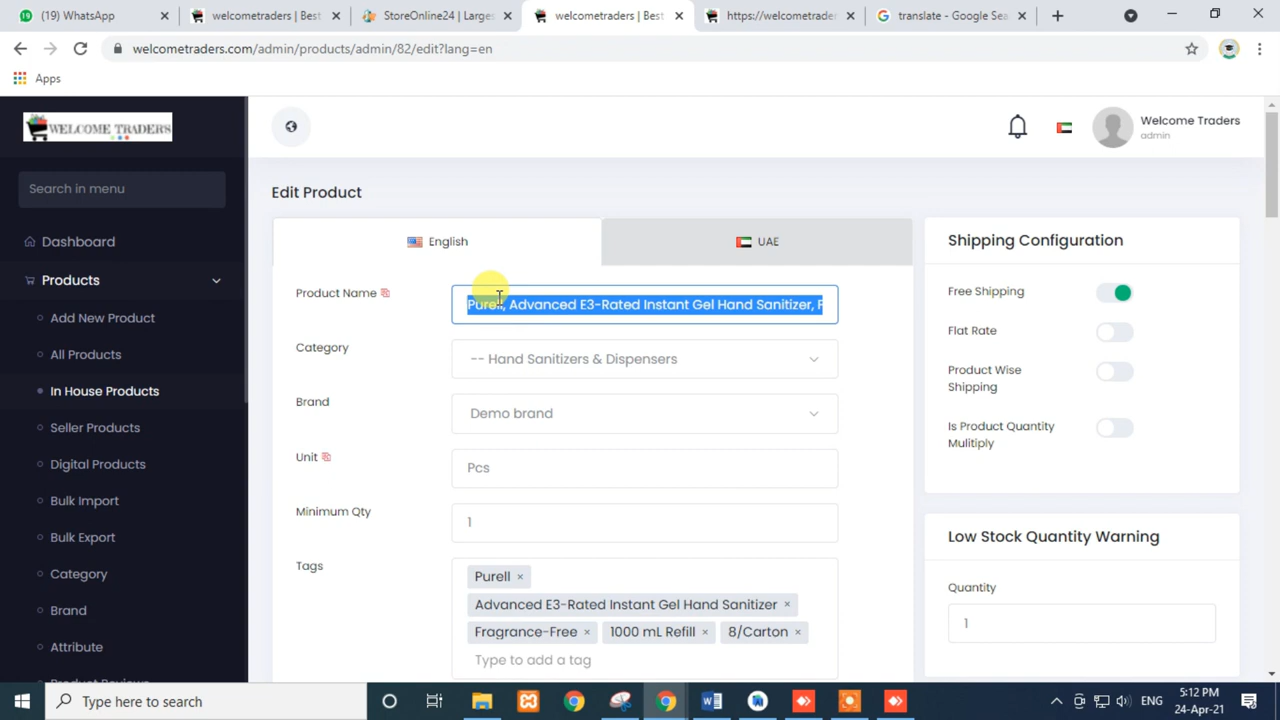 (19) WhatsApp
welcometraders | Best
StoreOnline24 | Larges
welcometraders | Best
https://welcometrader
translate - Google Sea
welcometraders.com/admin/products/admin/82/edit?lang=en
Apps
WELCOME TRADERS
Welcome Traders
admin
Search in menu
Edit Product
Dashboard
English
UAE
Shipping Configuration
Products
Product Name
Purell, Advanced E3-Rated Instant Gel Hand Sanitizer, F
Free Shipping
Add New Product
Flat Rate
Category
-- Hand Sanitizers & Dispensers
All Products
Product Wise
Shipping
In House Products
Brand
Demo brand
Seller Products
Is Product Quantity
Mulitiply
Unit
Pcs
Digital Products
Bulk Import
Minimum Qty
1
Bulk Export
Low Stock Quantity Warning
Tags
Purell ×
Category
Quantity
Advanced E3-Rated Instant Gel Hand Sanitizer ×
Brand
1
Fragrance-Free × 1000 mL Refill × 8/Carton ×
Attribute
Type to add a tag
Product Reviews
Type here to search
ENG
5:12 PM
24-Apr-21